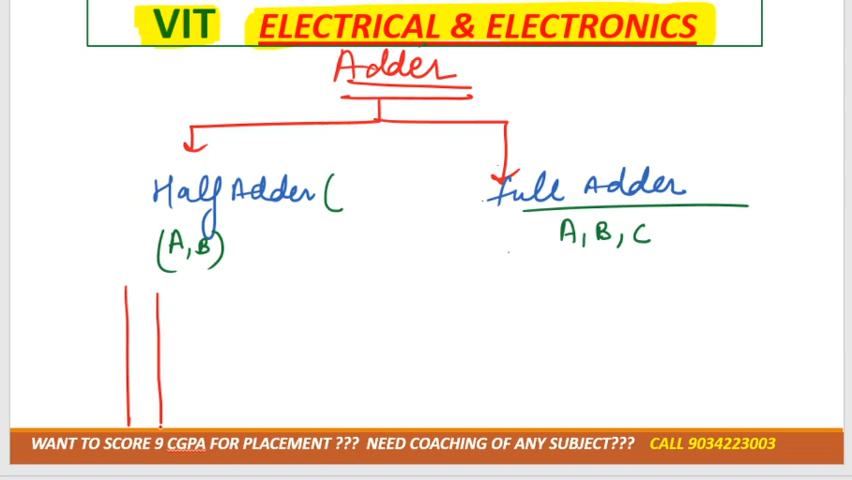 VIT ELECTRICAL & ELECTRONICS
Adder
Half Adder ( Full Adder
(A, B) A, B, C
WANT TO SCORE 9 CGPA FOR PLACEMENT ??? NEED COACHING OF ANY SUBJECT??? CALL 9034223003